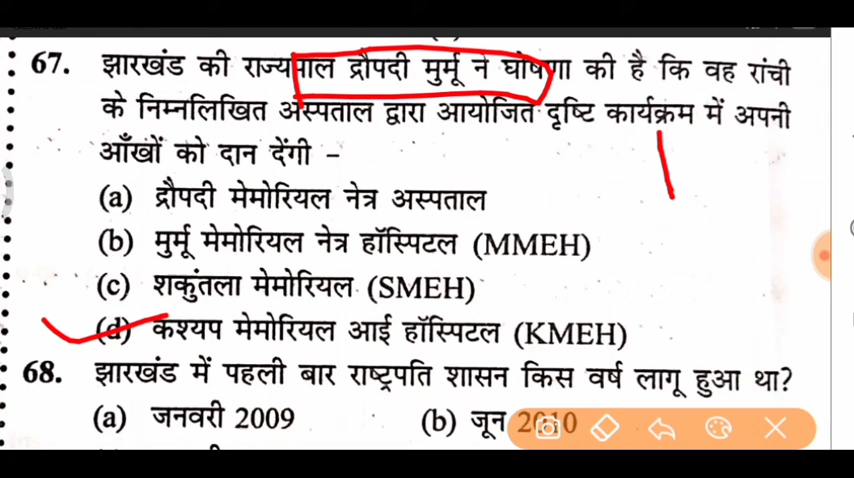 67. झारखंड की राज्यपाल द्रौपदी मुर्मू ने घोषणा की है कि वह रांची
के निम्नलिखित अस्पताल द्वारा आयोजित दृष्टि कार्यक्रम में अपनी
आँखों को दान देंगी –
(a) द्रौपदी मेमोरियल नेत्र अस्पताल
(b) मुर्मू मेमोरियल नेत्र हॉस्पिटल (MMEH)
(c) शकुंतला मेमोरियल (SMEH)
(d) कश्यप मेमोरियल आई हॉस्पिटल (KMEH)
68. झारखंड में पहली बार राष्ट्रपति शासन किस वर्ष लागू हुआ था?
(a) जनवरी 2009 (b) जून 2010